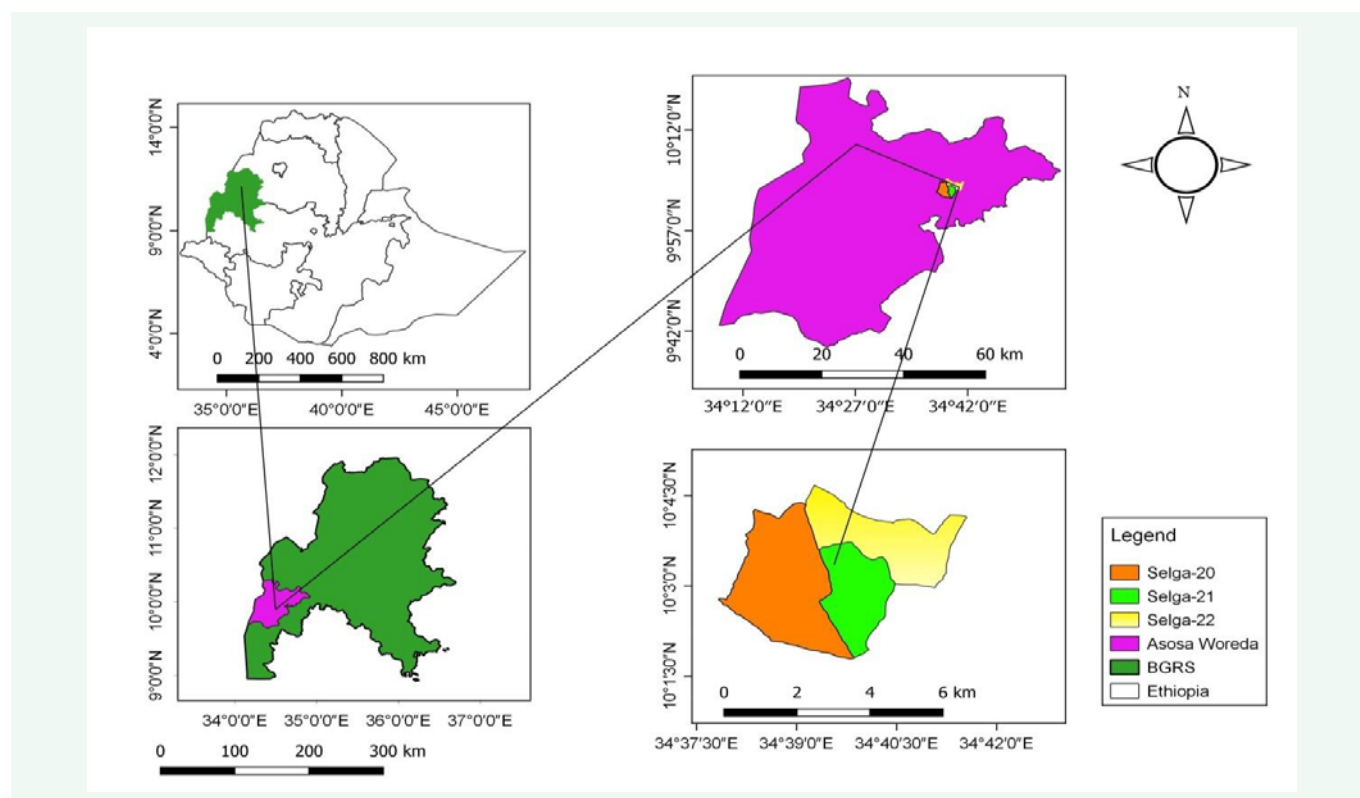 14°0'0"N
9°0'0"N
4°0'0"N
0 200 400 600 800 km
35°0'0"E 40°0'0"E 45°0'0"E
10°12'0"N
9°57'0"N
9°42'0"N
0 20 40 60 km
34°12'0"E 34°27'0"E 34°42'0"E
N
12°0'0"N
11°0'0"N
10°0'0"N
9°0'0"N
34°0'0"E 35°0'0"E 36°0'0"E 37°0'0"E
0 100 200 300 km
10°4'30"N
10°3'0"N
10°1'30"N
0 2 4 6 km
34°37'30"E 34°39'0"E 34°40'30"E 34°42'0"E
Legend
Selga-20
Selga-21
Selga-22
Asosa Woreda
BGRS
Ethiopia